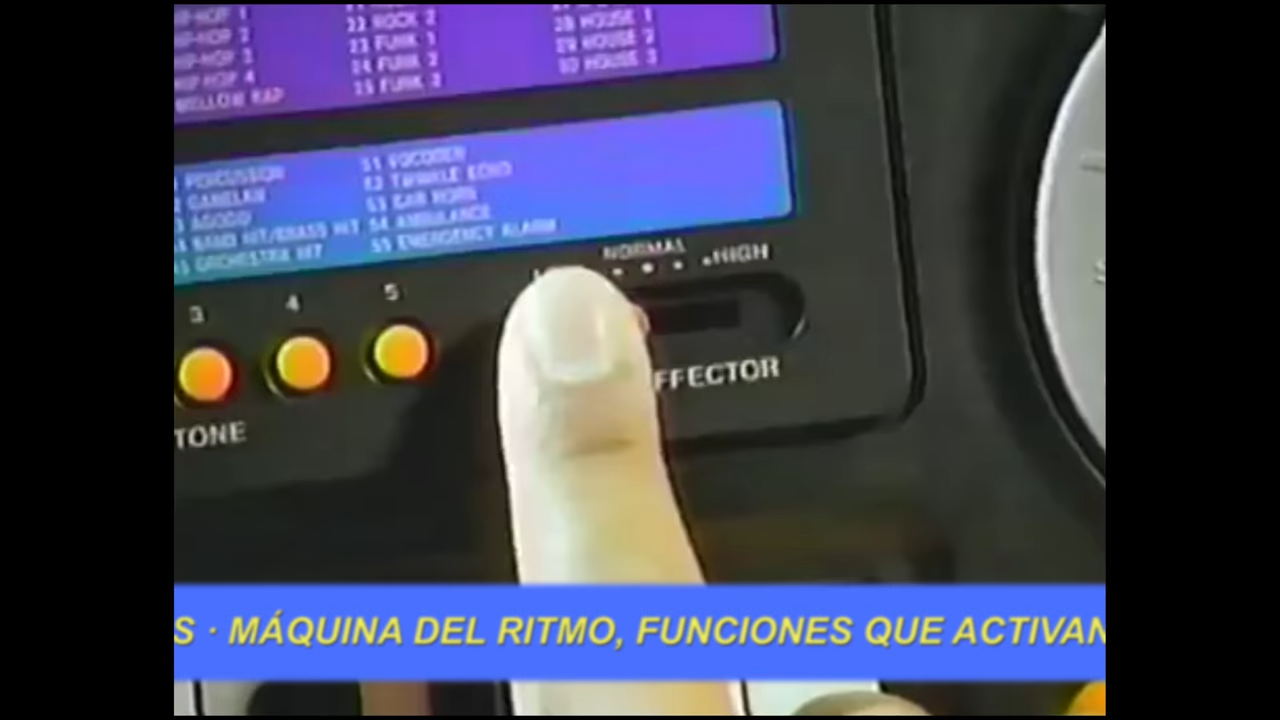 HIP-HOP 1
22 ROCK 2
28 HOUSE 1
HIP-HOP 2
23 FUNK 1
29 HOUSE 2
HIP-HOP 3
24 FUNK 2
30 HOUSE 3
HIP-HOP 4
25 FUNK 3
MELLOW RAP
PERCUSSION
51 VOCODER
GAMELAN
52 TWINKLE ECHO
AGOGO
53 CAR HORN
BAND HIT/BRASS HIT
54 AMBULANCE
ORCHESTRA HIT
55 EMERGENCY ALARM
NORMAL
HIGH
3 4 5
FFECTOR
TONE
S · MÁQUINA DEL RITMO, FUNCIONES QUE ACTIVAN